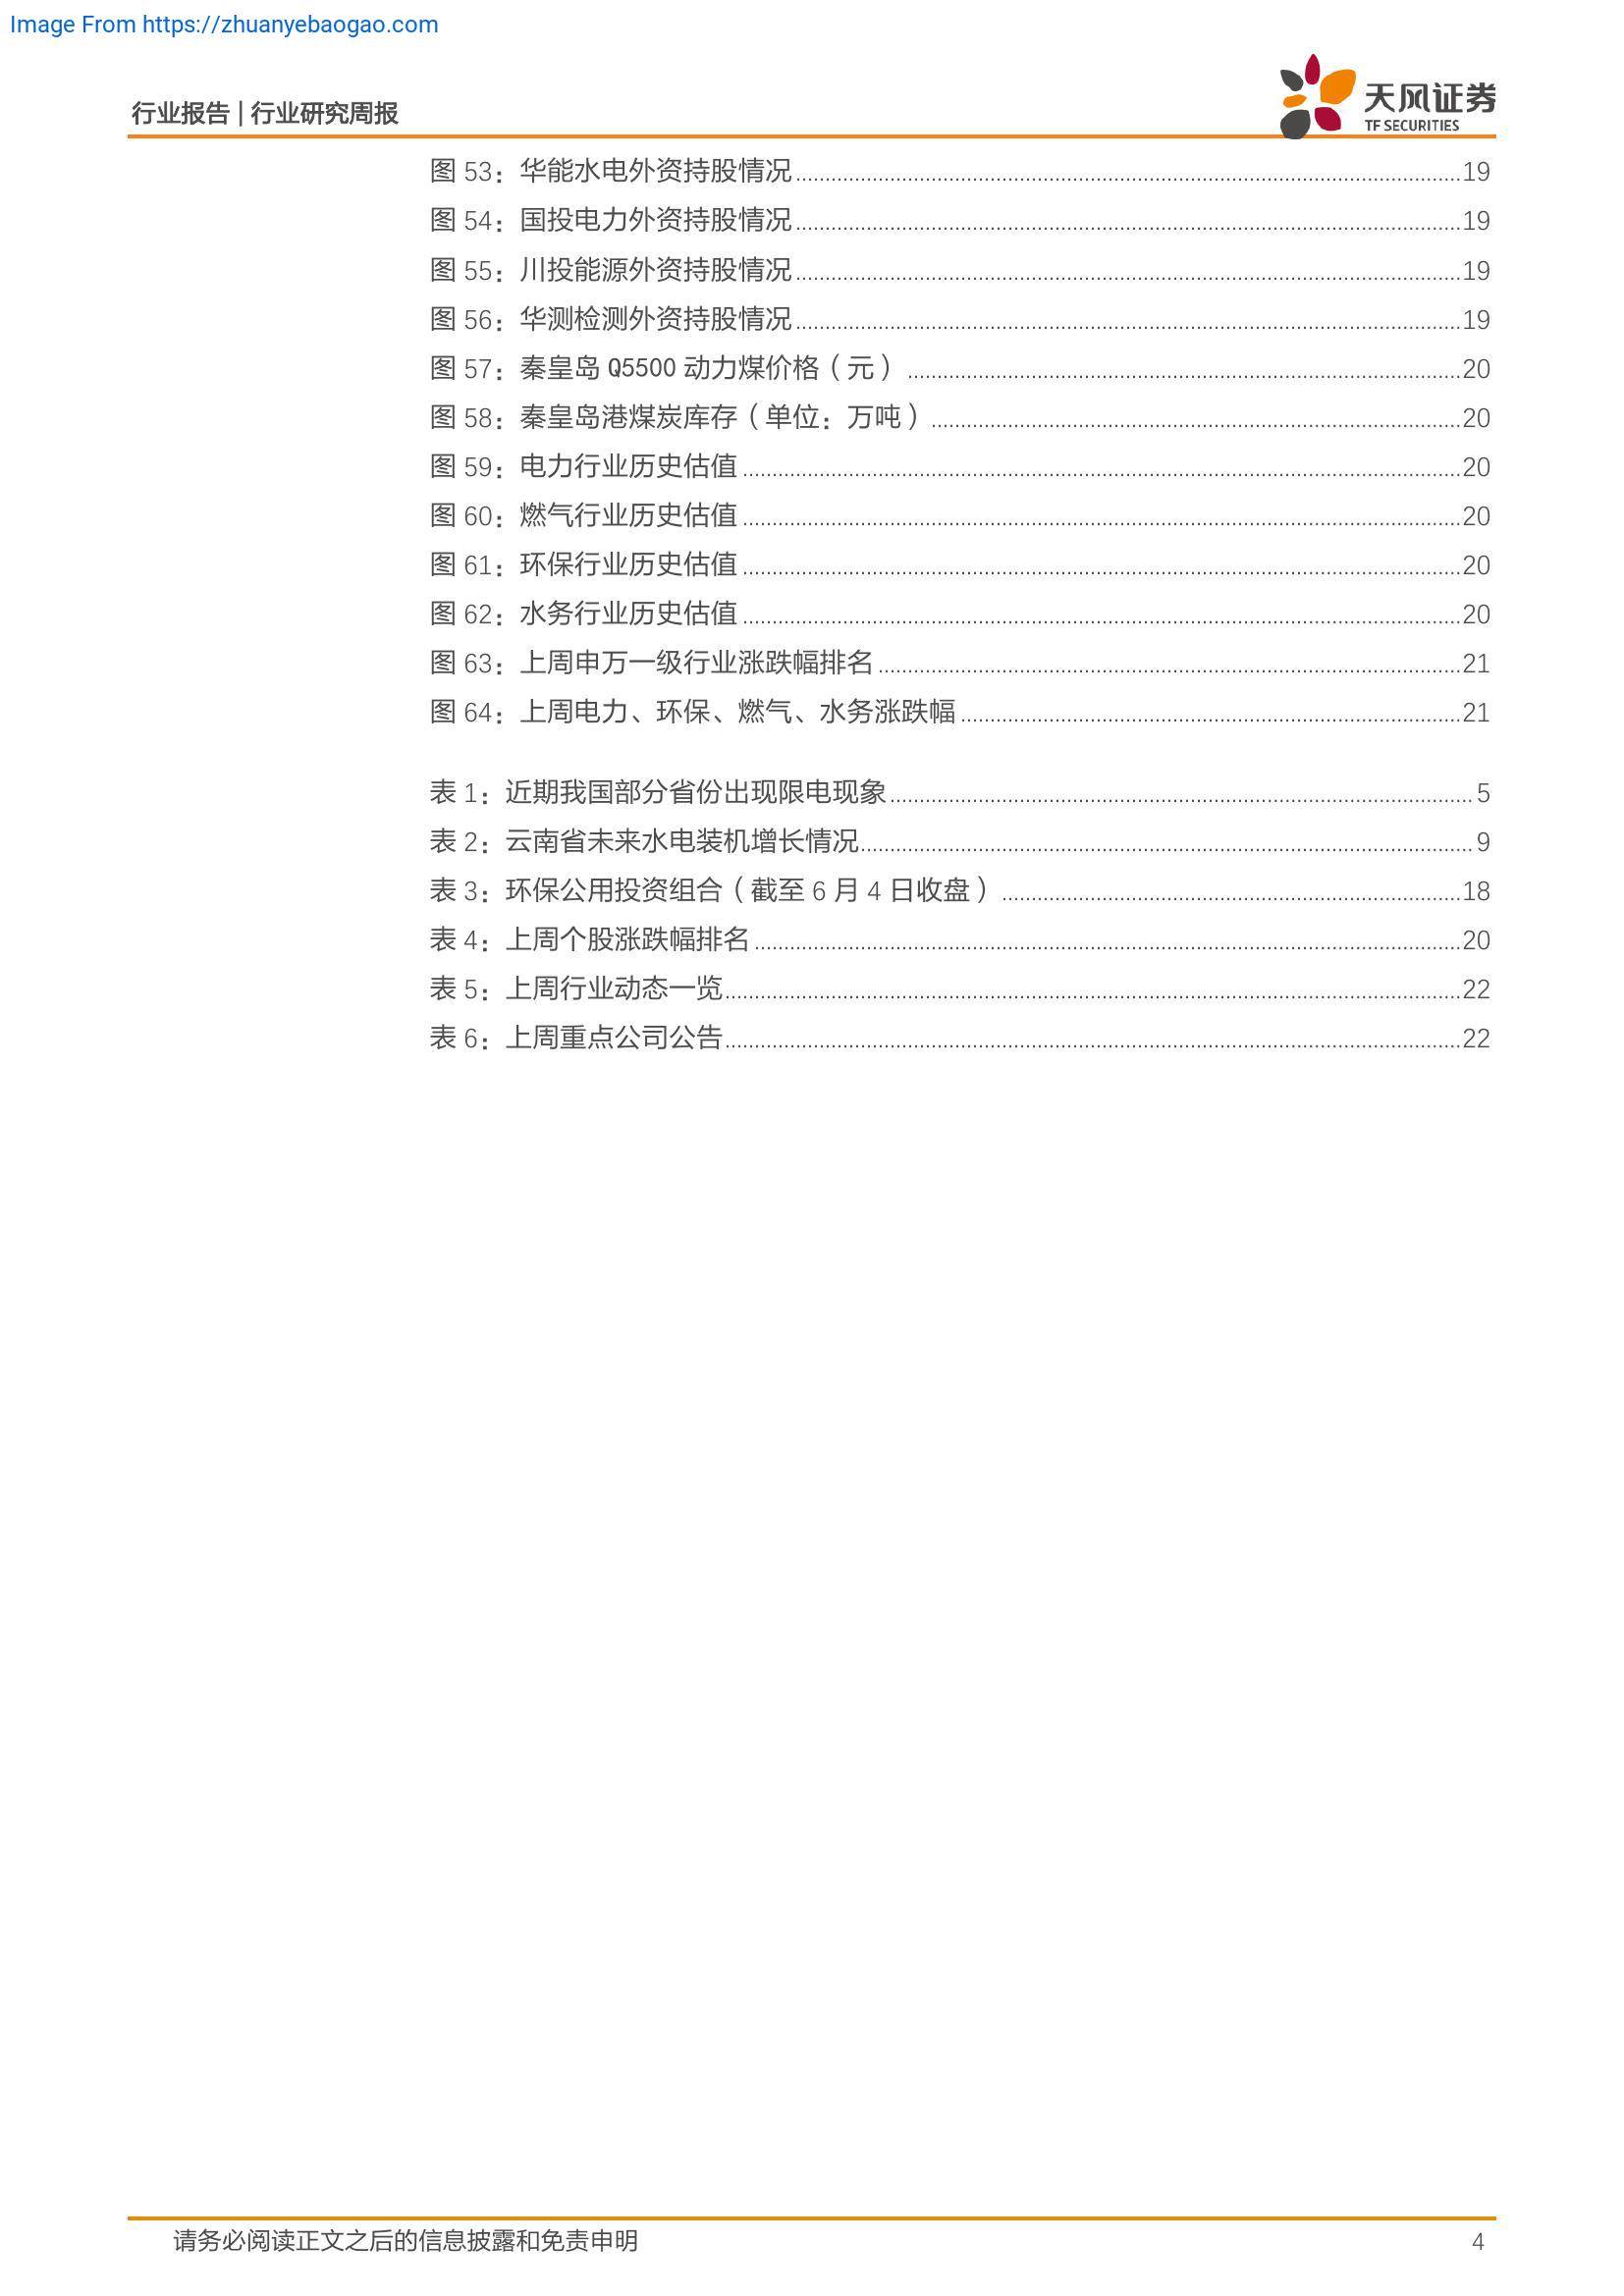 Image From https://zhuanyebaogao.com
天风证券
TF SECURITIES
行业报告 | 行业研究周报
图 53：华能水电外资持股情况 19
图 54：国投电力外资持股情况 19
图 55：川投能源外资持股情况 19
图 56：华测检测外资持股情况 19
图 57：秦皇岛 Q5500 动力煤价格（元） 20
图 58：秦皇岛港煤炭库存（单位：万吨） 20
图 59：电力行业历史估值 20
图 60：燃气行业历史估值 20
图 61：环保行业历史估值 20
图 62：水务行业历史估值 20
图 63：上周申万一级行业涨跌幅排名 21
图 64：上周电力、环保、燃气、水务涨跌幅 21
表 1：近期我国部分省份出现限电现象 5
表 2：云南省未来水电装机增长情况 9
表 3：环保公用投资组合（截至 6 月 4 日收盘） 18
表 4：上周个股涨跌幅排名 20
表 5：上周行业动态一览 22
表 6：上周重点公司公告 22
请务必阅读正文之后的信息披露和免责申明 4